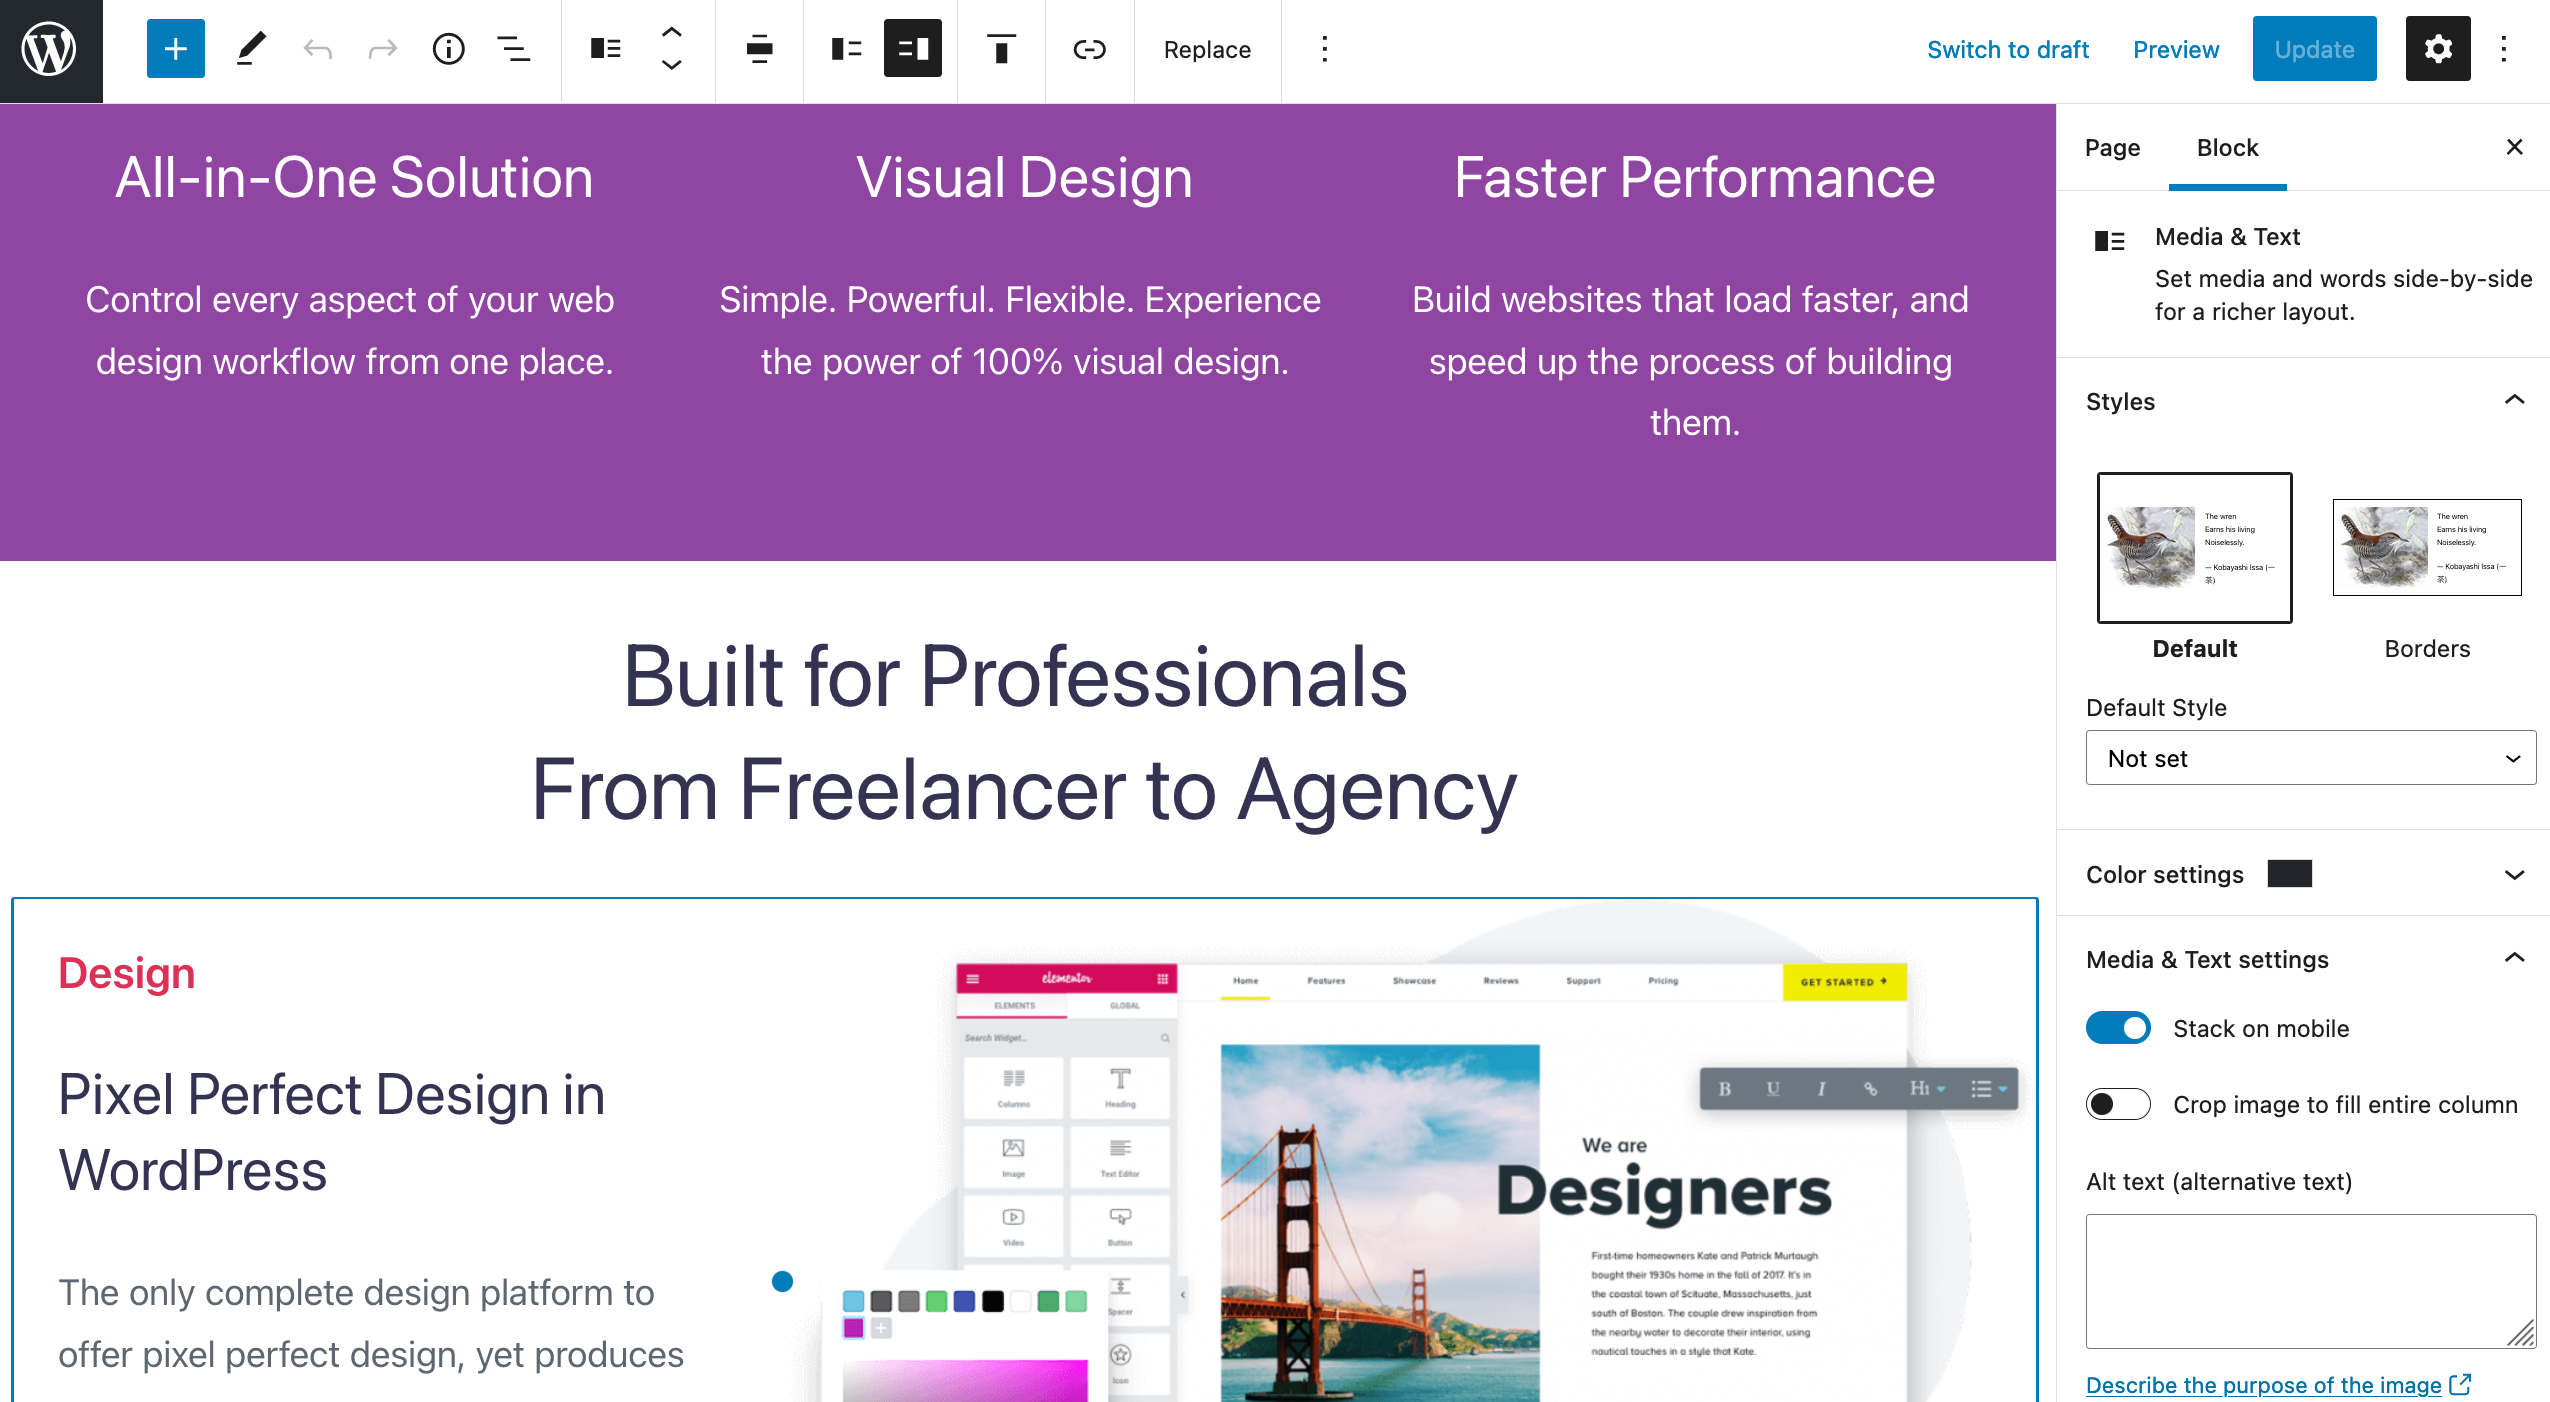 Replace
Switch to draft
Preview
Update
All-in-One Solution
Control every aspect of your web
design workflow from one place.
Visual Design
Simple. Powerful. Flexible. Experience
the power of 100% visual design.
Faster Performance
Build websites that load faster, and
speed up the process of building
them.
Built for Professionals
From Freelancer to Agency
Design
Pixel Perfect Design in
WordPress
The only complete design platform to
offer pixel perfect design, yet produces
elementor
ELEMENTS
GLOBAL
Search Widget...
Columns
Heading
Image
Text Editor
Video
Button
Spacer
Icon
Home
Features
Showcase
Reviews
Support
Pricing
GET STARTED
B U I H1
We are
Designers
First-time homeowners Kate and Patrick Murtaugh
bought their 1930s home in the fall of 2017. It's in
the coastal town of Scituate, Massachusetts, just
south of Boston. The couple drew inspiration from
the nearby water to decorate their interior, using
nautical touches in a style that Kate.
Page
Block
Media & Text
Set media and words side-by-side
for a richer layout.
Styles
The wren
Earns his living
Noiselessly.
— Kobayashi Issa (一
茶)
Default
The wren
Earns his living
Noiselessly.
— Kobayashi Issa (一
茶)
Borders
Default Style
Not set
Color settings
Media & Text settings
Stack on mobile
Crop image to fill entire column
Alt text (alternative text)
Describe the purpose of the image